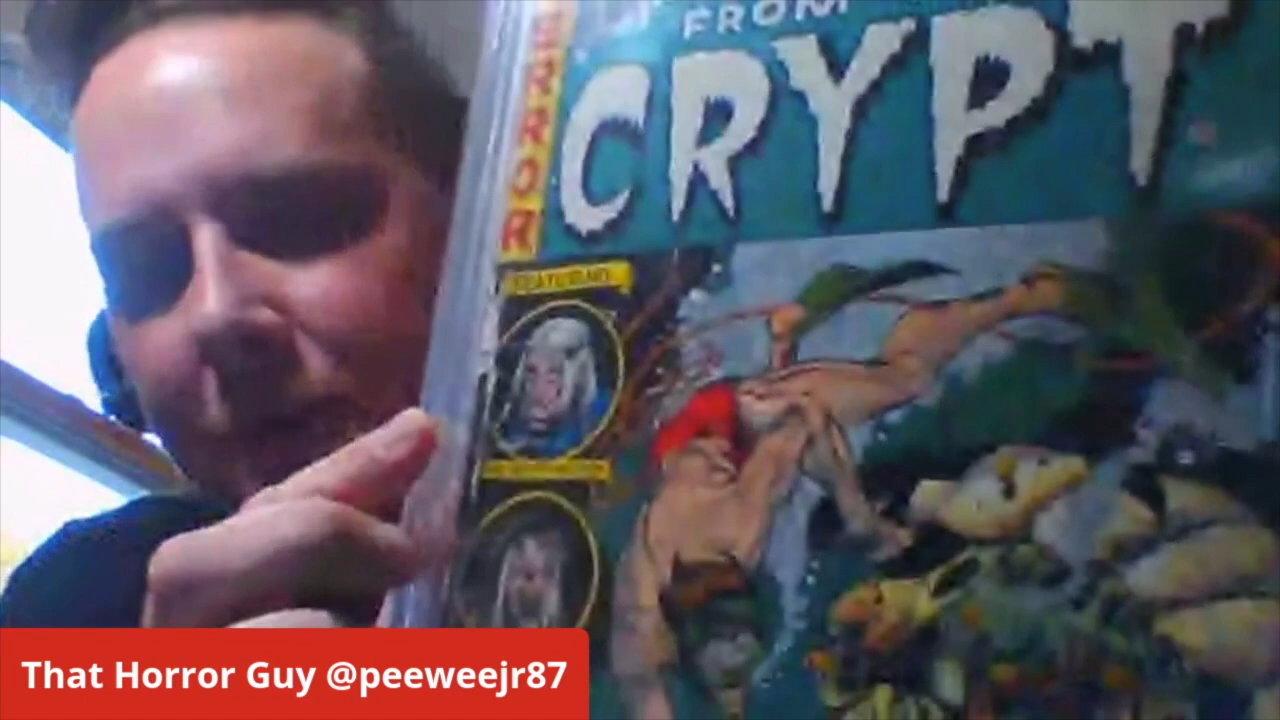 FROM
CRYPT
HORROR
FEATURING
That Horror Guy @peeweejr87